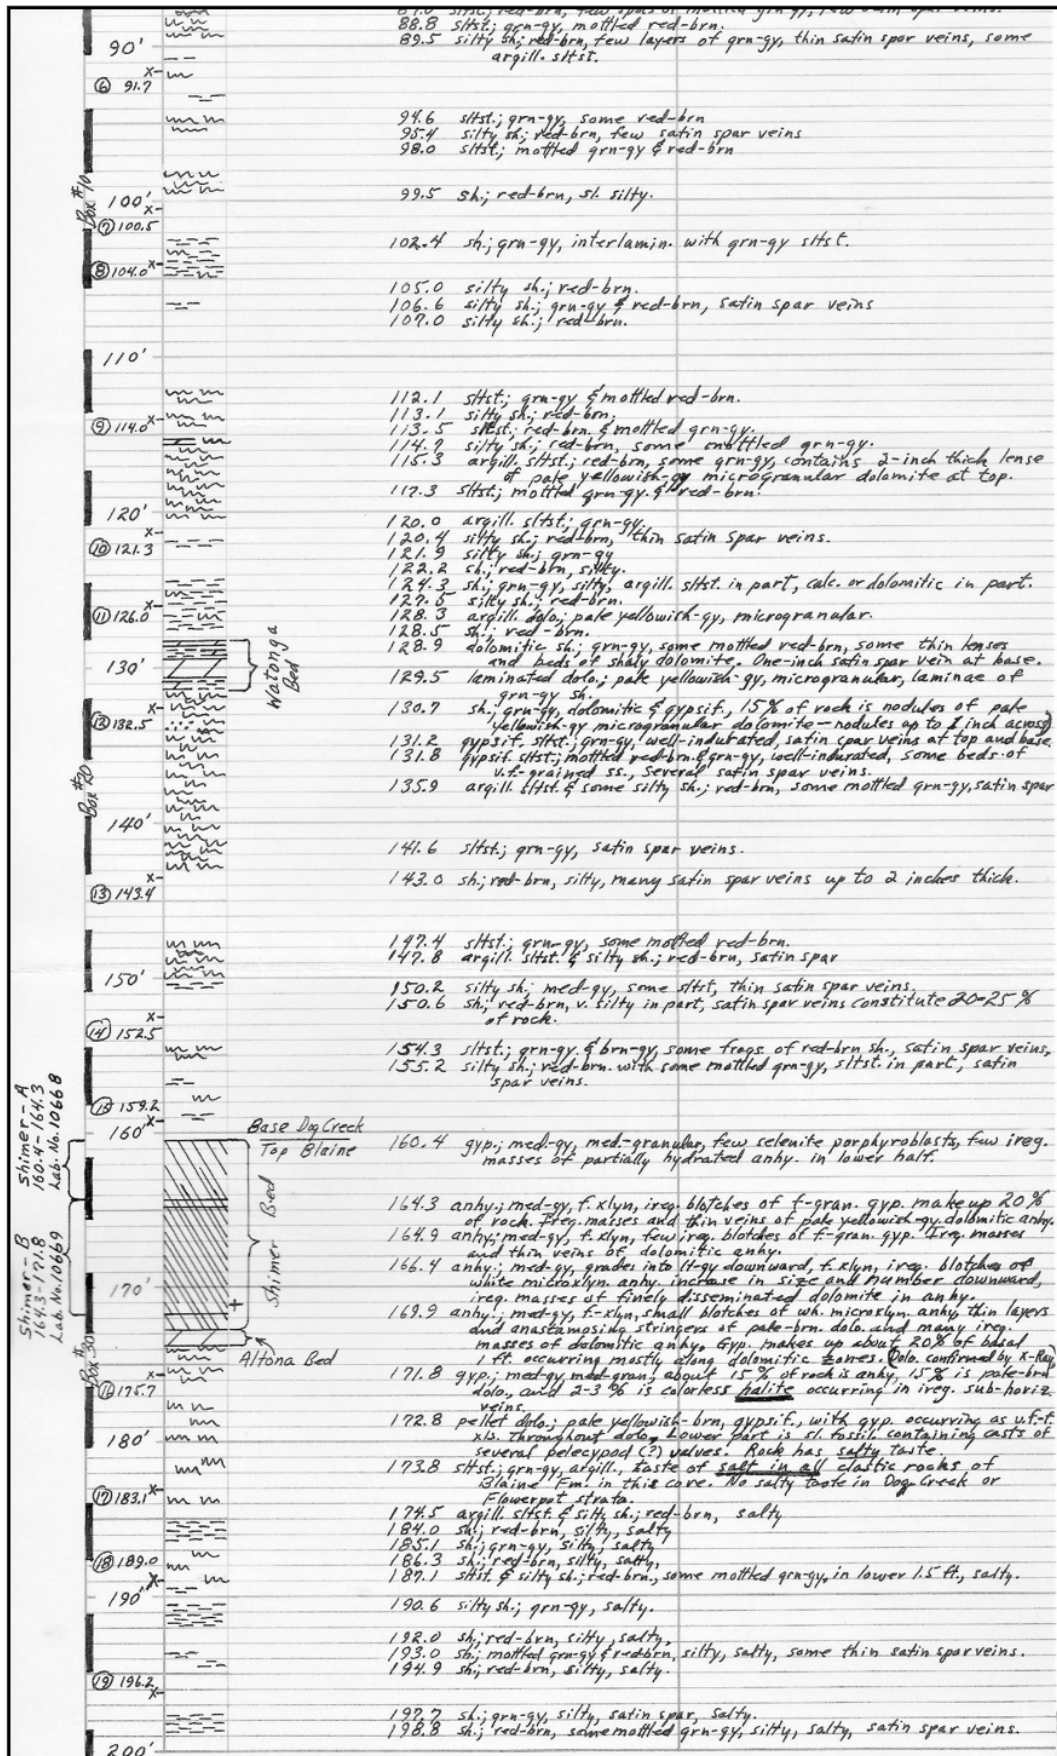 88.8 sltst.; grn-gy, mottled red-brn.
90' 89.5 silty sh.; red-brn, few layers of grn-gy, thin satin spar veins, some
argill. sltst.
X
⑥ 91.7
94.6 sltst.; grn-gy, some red-brn
95.4 silty sh.; red-brn, few satin spar veins
98.0 sltst.; mottled grn-gy & red-brn
Box #10
100' 99.5 sh.; red-brn, sl. silty.
X
⑦ 100.5
102.4 sh.; grn-gy, interlamin. with grn-gy sltst.
⑧ 104.0 X
105.0 silty sh.; red-brn.
106.6 silty sh.; grn-gy & red-brn, satin spar veins
107.0 silty sh.; red-brn.
110'
112.1 sltst.; grn-gy & mottled red-brn.
113.1 silty sh.; red-brn.
⑨ 114.0 X 113.5 sltst.; red-brn. & mottled grn-gy.
114.7 silty sh.; red-brn, some mottled grn-gy.
115.3 argill. sltst.; red-brn, some grn-gy, contains 2-inch thick lense
of pale yellowish-gy microgranular dolomite at top.
117.3 sltst.; mottled grn-gy. & red-brn.
120' 120.0 argill. sltst.; grn-gy.
X 120.4 silty sh.; red-brn, thin satin spar veins.
⑩ 121.3 121.9 silty sh.; grn-gy
122.2 sh.; red-brn, silty.
124.3 sh.; grn-gy, silty, argill. sltst. in part, calc. or dolomitic in part.
X 127.5 silty sh.; red-brn.
⑪ 126.0 128.3 argill. dolo.; pale yellowish-gy, microgranular.
128.5 sh.; red-brn.
128.9 dolomitic sh.; grn-gy, some mottled red-brn, some thin lenses
130' Watonga Bed and beds of shaly dolomite. One-inch satin spar vein at base.
129.5 laminated dolo.; pale yellowish-gy, microgranular, laminae of
grn-gy sh.
X 130.7 sh.; grn-gy, dolomitic & gypsif., 15% of rock is nodules of pale
⑫ 132.5 yellowish-gy microgranular dolomite — nodules up to 1 inch across)
131.2 gypsif. sltst.; grn-gy, well-indurated, satin spar veins at top and base.
131.8 gypsif. sltst.; mottled red-brn. & grn-gy, well-indurated, some beds of
v.f.-grained ss., several satin spar veins.
Box #20 135.9 argill. sltst. & some silty sh.; red-brn, some mottled grn-gy, satin spar
140'
141.6 sltst.; grn-gy, satin spar veins.
X 143.0 sh.; red-brn, silty, many satin spar veins up to 2 inches thick.
⑬ 143.4
147.4 sltst.; grn-gy, some mottled red-brn.
147.8 argill. sltst. & silty sh.; red-brn, satin spar
150' 150.2 silty sh.; med-gy, some sltst, thin satin spar veins.
150.6 sh.; red-brn, v. silty in part, satin spar veins constitute 20-25%
X of rock.
⑭ 152.5
154.3 sltst.; grn-gy. & brn-gy, some frags of red-brn sh., satin spar veins,
155.2 silty sh.; red-brn. with some mottled grn-gy, sltst. in part, satin
spar veins.
⑮ 159.2
160' X Base Dog Creek
Top Blaine 160.4 gyp.; med.-gy, med.-granular, few selenite porphyroblasts, few ireg.
masses of partially hydrated anhy. in lower half.
Shimer-A
160.4-164.3
Lab. No. 10668
Shimer Bed
164.3 anhy.; med-gy, f. xlyn, ireg. blotches of f-gran. gyp. make up 20%
of rock. Ireg. masses and thin veins of pale yellowish-gy dolomitic anhy.
164.9 anhy.; med-gy, f. xlyn, few ireg. blotches of f-gran. gyp. Ireg. masses
and thin veins of dolomitic anhy.
166.4 anhy.; med-gy, grades into lt-gy downward, f. xlyn, ireg. blotches of
170' white microxlyn. anhy. increase in size and number downward,
ireg. masses of finely disseminated dolomite in anhy.
Shimer-B
164.3-171.8
Lab. No. 10669
+
169.9 anhy.; med-gy, f.-xlyn, small blotches of wh. microxlyn. anhy, thin layers
and anastamosing stringers of pale-brn. dolo. and many ireg.
masses of dolomitic anhy. Gyp. makes up about 20% of basal
Altona Bed 1 ft. occurring mostly along dolomitic zones. (Dolo. confirmed by X-Ray)
Box #30
X 171.8 gyp.; med-gy, med-gran; about 15% of rock is anhy, 15% is pale-brn
⑯ 175.7 dolo., and 2-3% is colorless halite occurring in ireg. sub-horiz.
veins.
172.8 pellet dolo.; pale yellowish-brn, gypsif., with gyp. occurring as v.f.-f.
180' xls. throughout dolo. Lower part is sl. fossil. containing casts of
several pelecypod (?) valves. Rock has salty taste.
173.8 sltst.; grn-gy, argill., taste of salt in all clastic rocks of
Blaine Fm. in this core. No salty taste in Dog Creek or
⑰ 183.1 X Flowerpot strata.
174.5 argill. sltst. & silty sh.; red-brn, salty
184.0 sh.; red-brn, silty, salty
185.1 sh.; grn-gy, silty, salty
⑱ 189.0 186.3 sh.; red-brn, silty, salty,
X 187.1 sltst. & silty sh.; red-brn., some mottled grn-gy, in lower 1.5 ft., salty.
190' 190.6 silty sh.; grn-gy, salty.
192.0 sh.; red-brn, silty, salty,
193.0 sh.; mottled grn-gy & red-brn, silty, salty, some thin satin spar veins.
194.9 sh.; red-brn, silty, salty.
⑲ 196.2
X
197.7 sh.; grn-gy, silty, satin spar, salty.
198.8 sh.; red-brn, some mottled grn-gy, silty, salty, satin spar veins.
200'